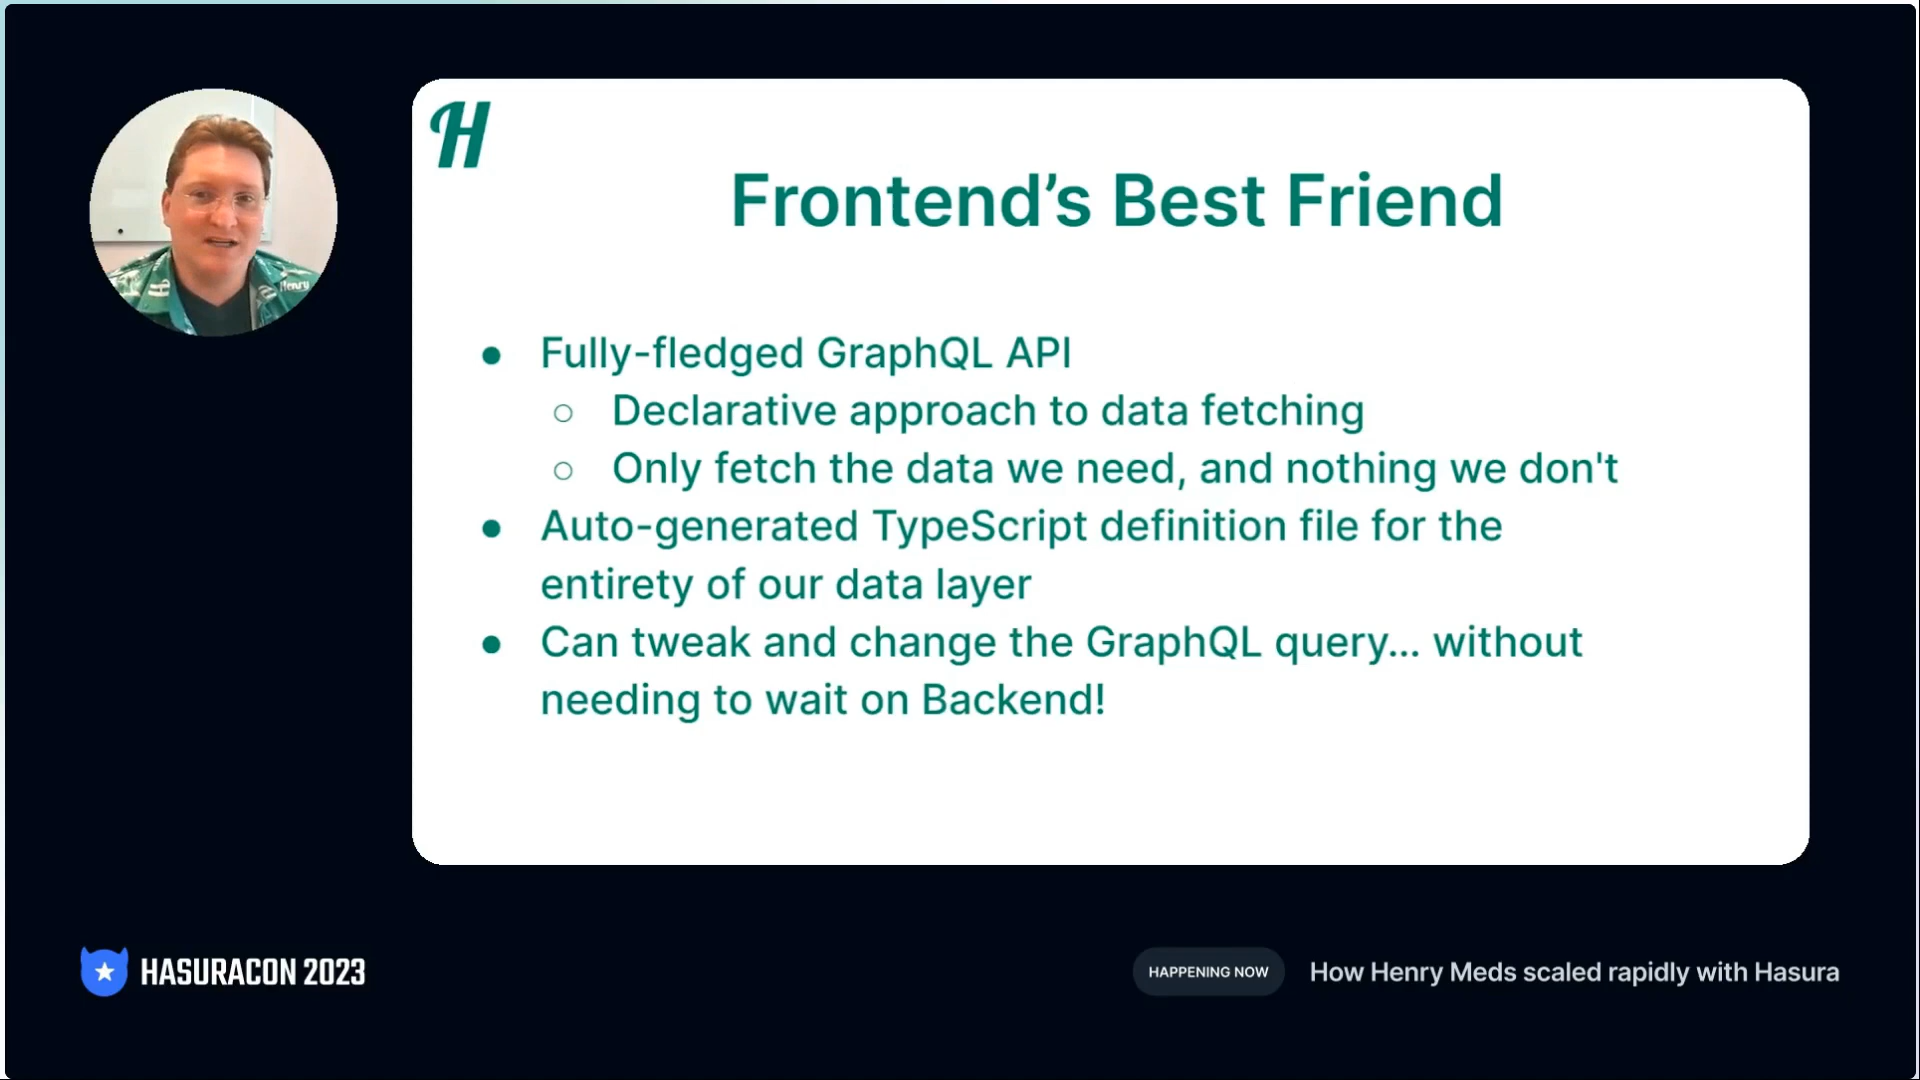 H
Frontend’s Best Friend
Henry
● Fully-fledged GraphQL API
○ Declarative approach to data fetching
○ Only fetch the data we need, and nothing we don't
● Auto-generated TypeScript definition file for the
entirety of our data layer
● Can tweak and change the GraphQL query... without
needing to wait on Backend!
HASURACON 2023
HAPPENING NOW
How Henry Meds scaled rapidly with Hasura